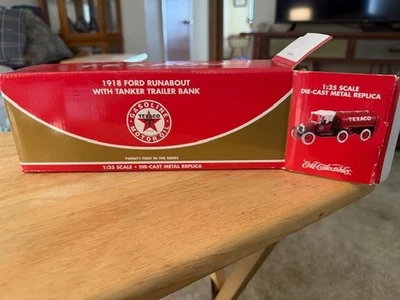 1918 FORD RUNABOUT
WITH TANKER TRAILER BANK
GASOLINE
TEXACO
MOTOR OIL
TWENTY FIRST IN THE SERIES
1:25 SCALE • DIE-CAST METAL REPLICA
1:25 SCALE
DIE-CAST METAL REPLICA
TEXACO
Ertl Collectibles